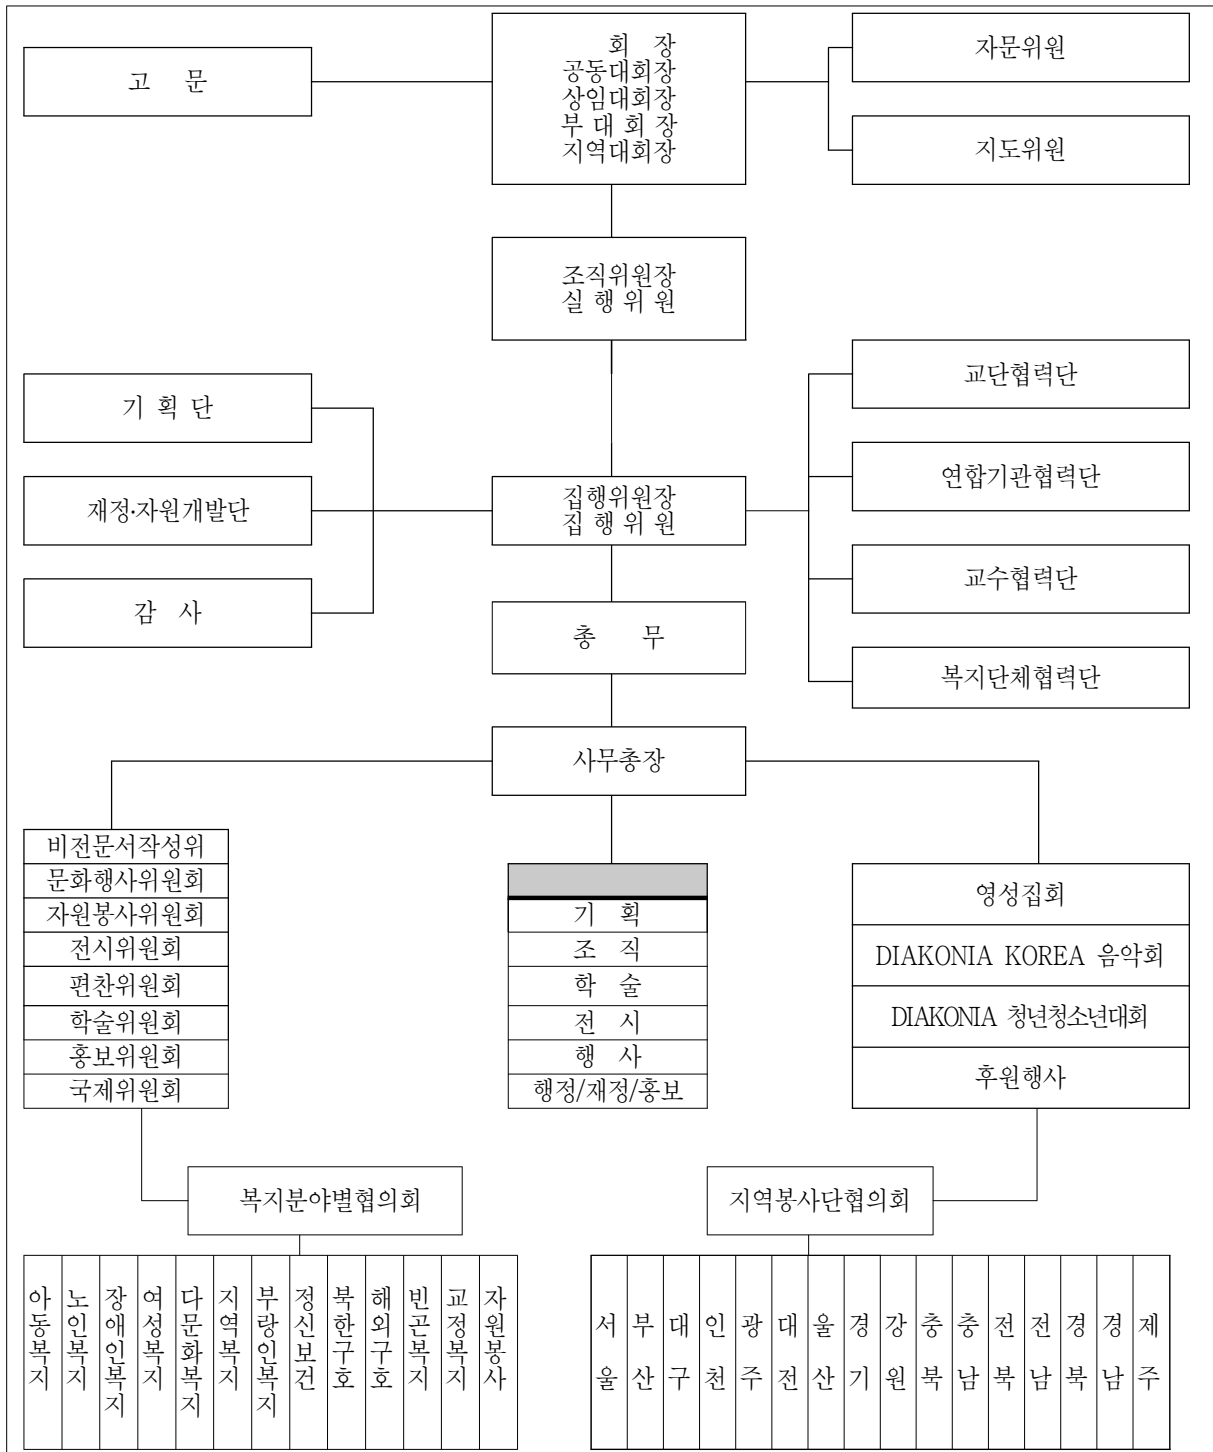 고 문
회 장
공동대회장
상임대회장
부 대 회 장
지역대회장
자문위원
지도위원
조직위원장
실 행 위 원
기 획 단
재정·자원개발단
감 사
집행위원장
집 행 위 원
교단협력단
연합기관협력단
교수협력단
복지단체협력단
총 무
사무총장
비전문서작성위
문화행사위원회
자원봉사위원회
전시위원회
편찬위원회
학술위원회
홍보위원회
국제위원회
기 획
조 직
학 술
전 시
행 사
행정/재정/홍보
영성집회
DIAKONIA KOREA 음악회
DIAKONIA 청년청소년대회
후원행사
복지분야별협의회
지역봉사단협의회
아동복지
노인복지
장애인복지
여성복지
다문화복지
지역복지
부랑인복지
정신보건
북한구호
해외구호
빈곤복지
교정복지
자원봉사
서울
부산
대구
인천
광주
대전
울산
경기
강원
충북
충남
전북
전남
경북
경남
제주